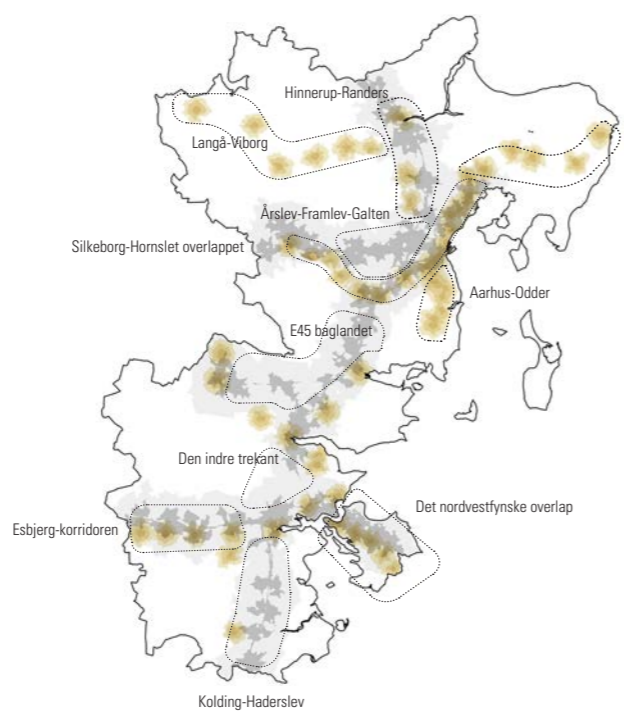 Hinnerup-Randers
Langå-Viborg
Årslev-Framlev-Galten
Silkeborg-Hornslet overlappet
Aarhus-Odder
E45 baglandet
Den indre trekant
Det nordvestfynske overlap
Esbjerg-korridoren
Kolding-Haderslev